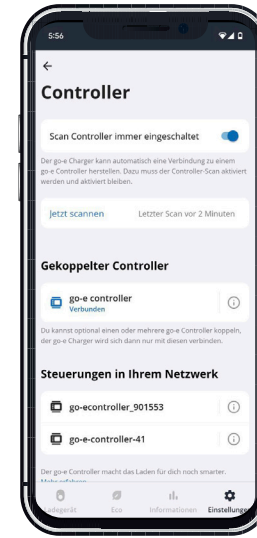 5:56
Controller
Scan Controller immer eingeschaltet
Der go-e Charger kann automatisch eine Verbindung zu einem
go-e Controller herstellen. Dazu muss der Controller-Scan aktiviert
werden und aktiviert bleiben.
Jetzt scannen Letzter Scan vor 2 Minuten
Gekoppelter Controller
go-e controller
Verbunden
Du kannst optional einen oder mehrere go-e Controller koppeln,
der go-e Charger wird sich dann nur mit diesen verbinden.
Steuerungen in Ihrem Netzwerk
go-econtroller_901553
go-e-controller-41
Der go-e Controller macht das Laden für dich noch smarter.
Mehr erfahren
Ladegerät Eco Informationen Einstellungen